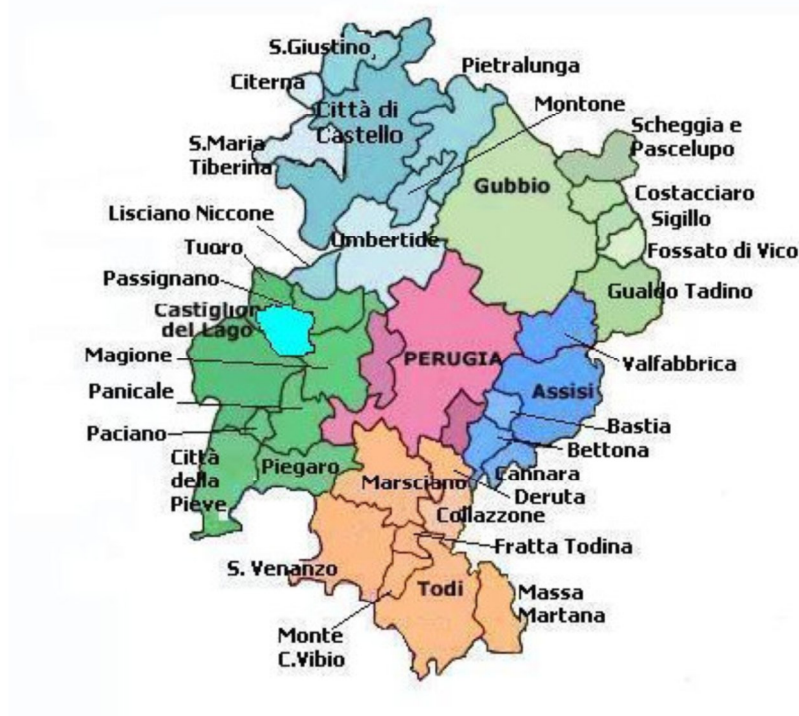 S.Giustino
Pietralunga
Citerna
Montone
Città di
Castello
Scheggia e
Pascelupo
S.Maria
Tiberina
Gubbio
Costacciaro
Lisciano Niccone
Sigillo
Umbertide
Tuoro
Fossato di Vico
Passignano
Gualdo Tadino
Castiglion
del Lago
Magione
PERUGIA
Valfabbrica
Panicale
Assisi
Bastia
Paciano
Bettona
Città
della
Pieve
Piegaro
Cannara
Marsciano
Deruta
Collazzone
Fratta Todina
S. Venanzo
Todi
Massa
Martana
Monte
C.Vibio